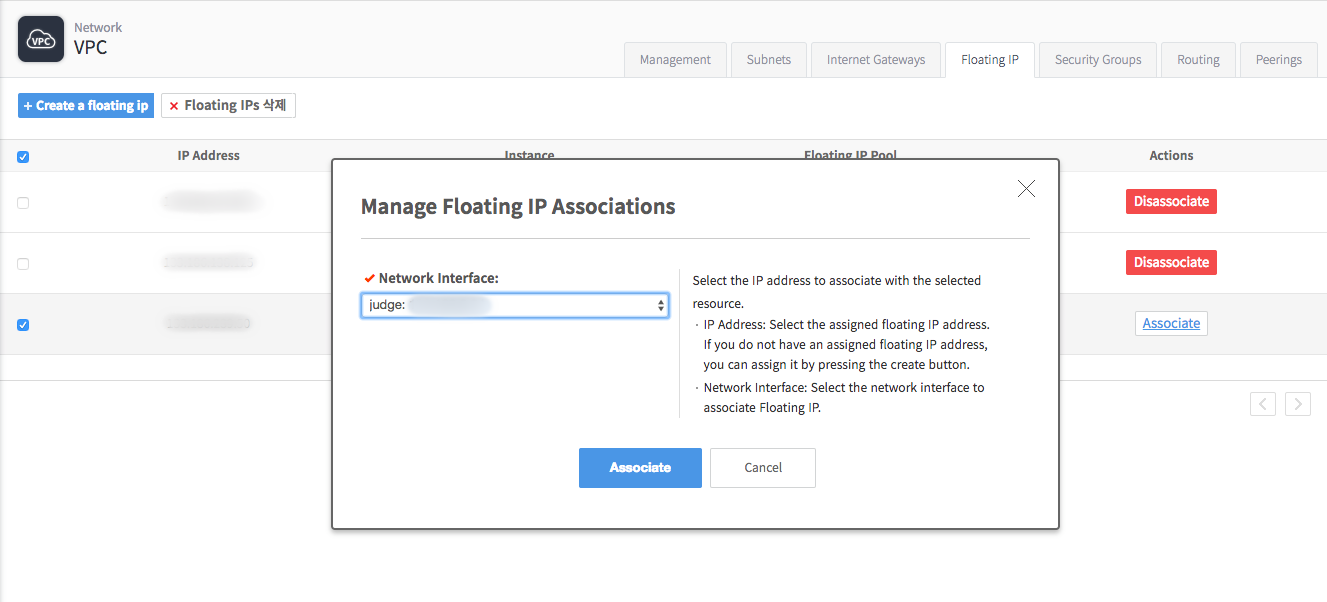 Network
VPC
VPC
Management Subnets Internet Gateways Floating IP Security Groups Routing Peerings
+ Create a floating ip × Floating IPs 삭제
IP Address Instance Floating IP Pool Actions
Disassociate
Disassociate
Associate
Manage Floating IP Associations
Network Interface:
judge:
Select the IP address to associate with the selected
resource.
· IP Address: Select the assigned floating IP address.
If you do not have an assigned floating IP address,
you can assign it by pressing the create button.
· Network Interface: Select the network interface to
associate Floating IP.
Associate Cancel